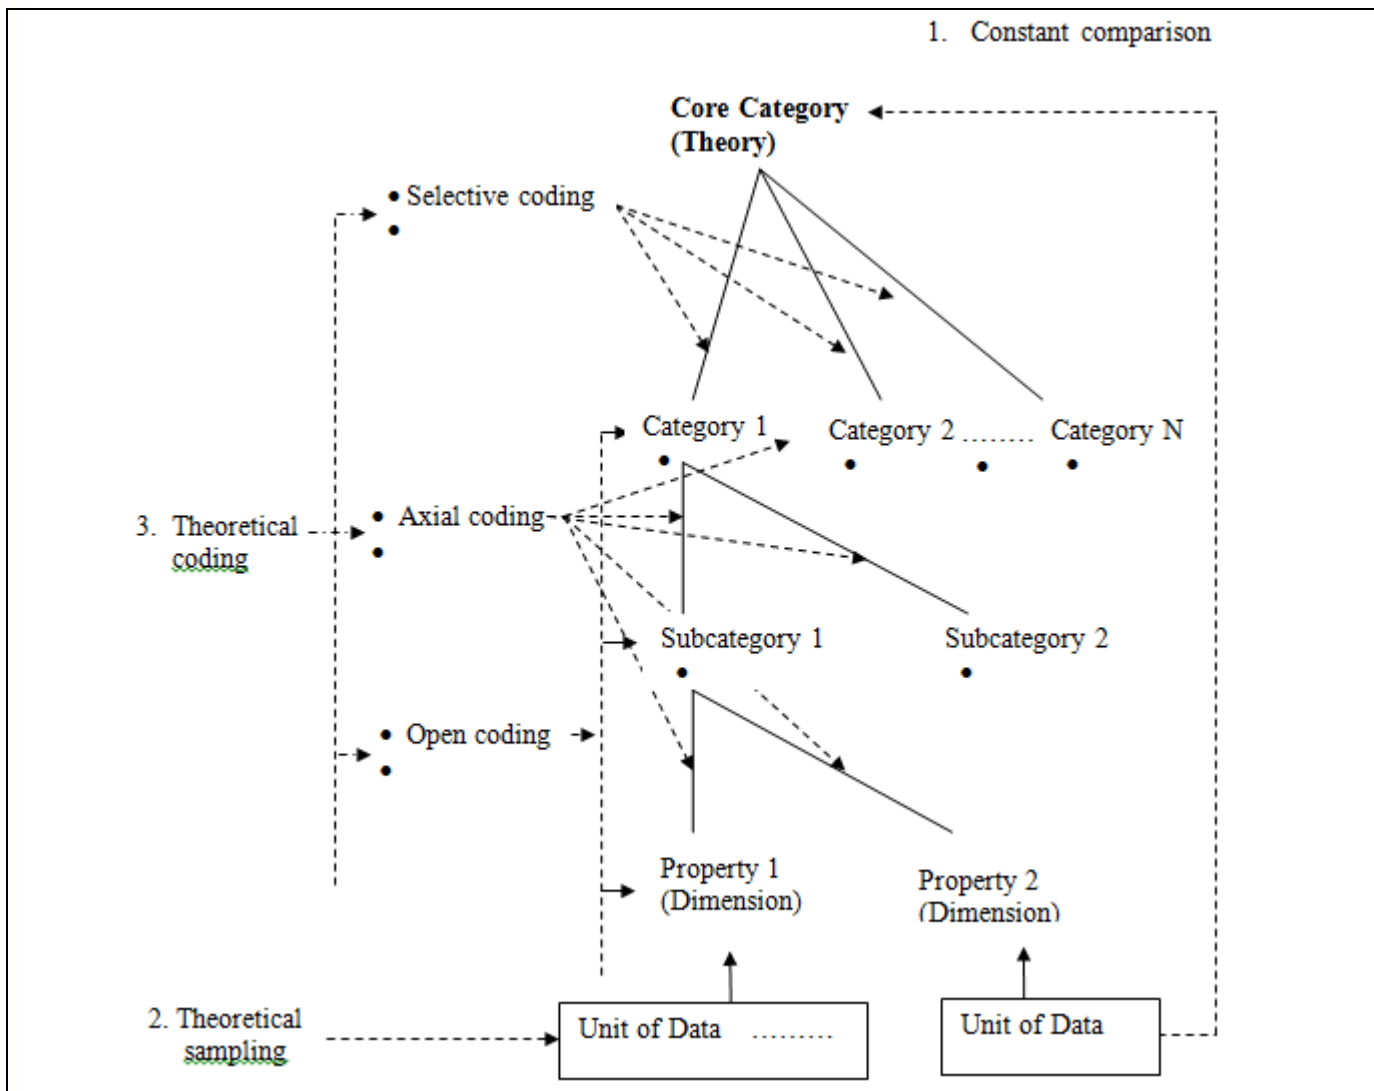 1. Constant comparison
Core Category
(Theory)
• Selective coding
•
Category 1
Category 2 ........ Category N
• • • •
• Axial coding
•
3. Theoretical
coding
Subcategory 1
Subcategory 2
• •
• Open coding
•
Property 1
(Dimension)
Property 2
(Dimension)
2. Theoretical
sampling
Unit of Data .........
Unit of Data